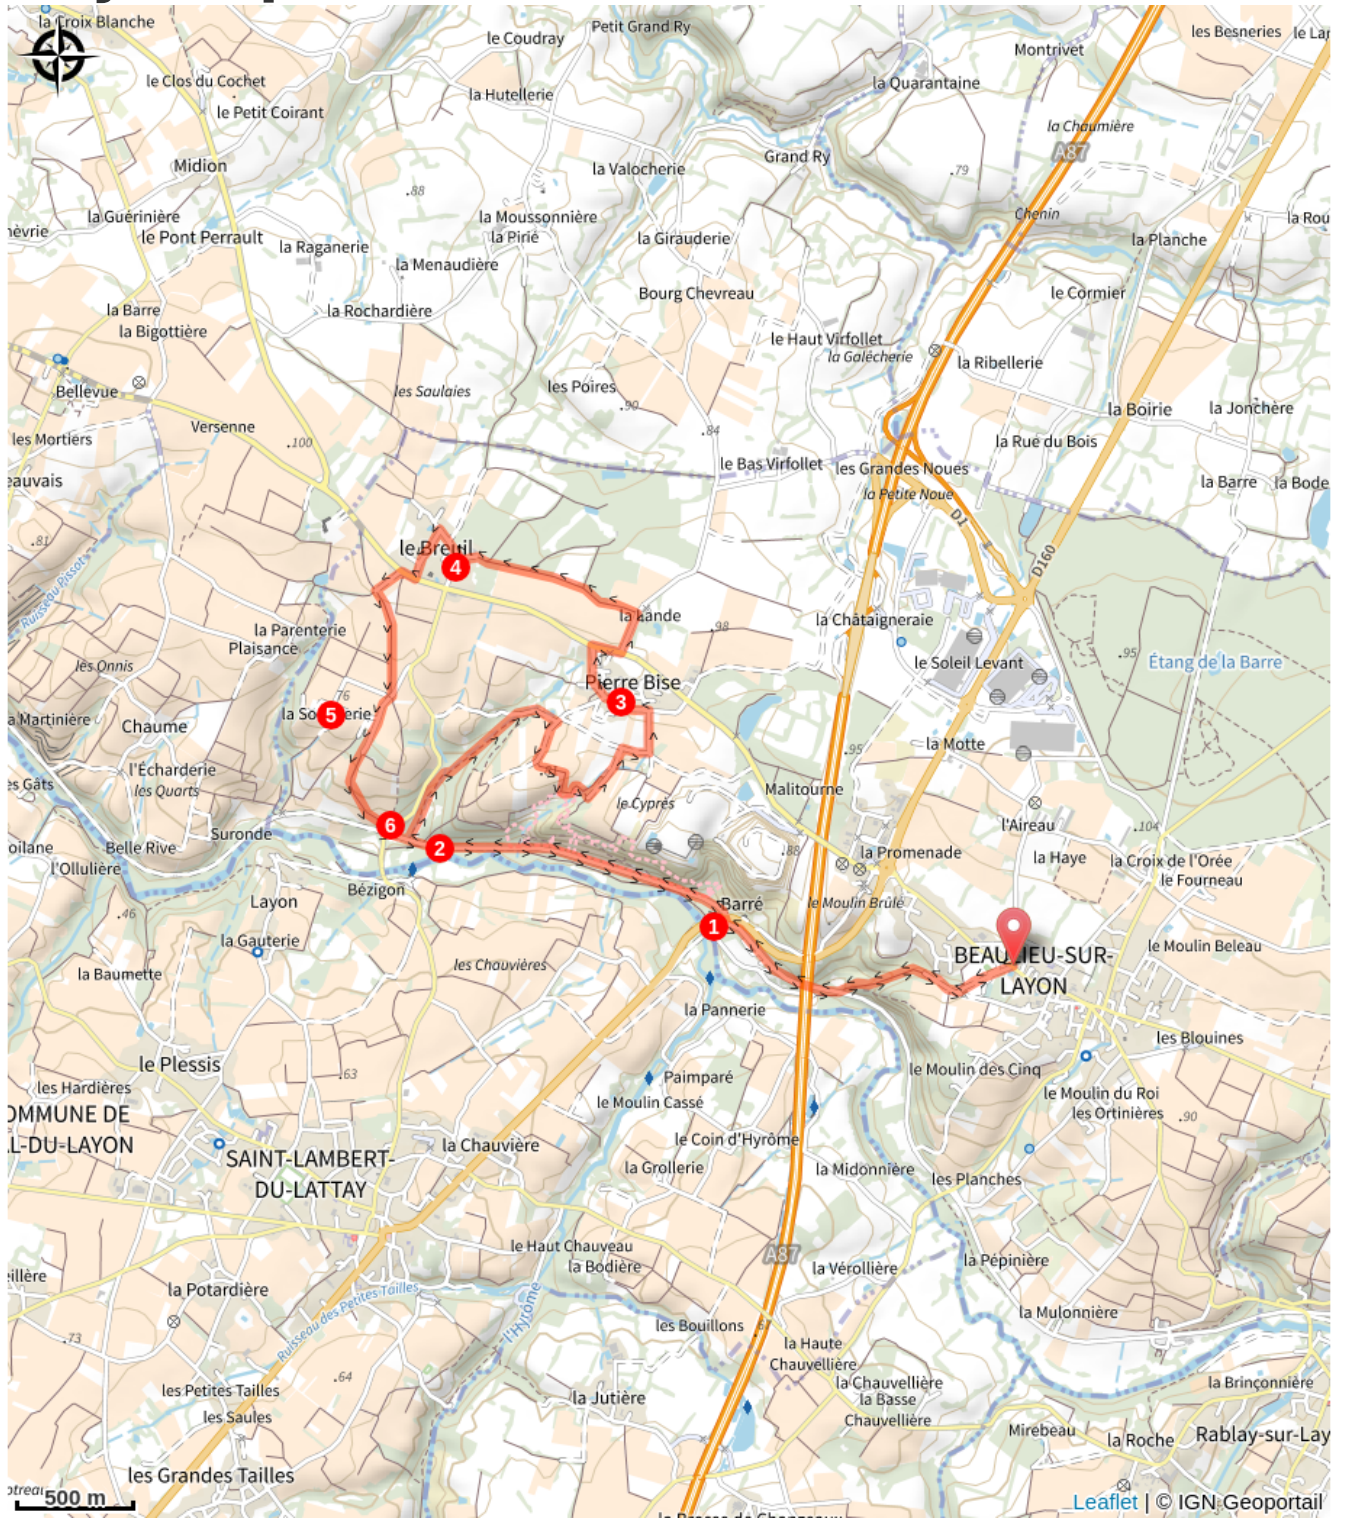 la Croix Blanche
le Coudray
Petit Grand Ry
les Besneries
Montrivet
le Clos du Cochet
la Hutellerie
la Quarantaine
le Petit Coirant
la Chaumière
A87
Midion
la Valocherie
Grand Ry
.79
.88
la Guérinière
la Moussonnière
Chenin
le Pont Perrault
la Raganerie
la Pirié
la Girauderie
la Planche
la Menaudière
Bourg Chevreau
le Cormier
la Barre
la Rochardière
la Bigottière
le Haut Virfollet
la Galêcherie
la Ribellerie
Bellevue
les Saulaies
les Poires
.90
la Boirie
la Jonchère
les Mortiers
Versenne
.100
.84
la Rue du Bois
le Bas Virfollet
les Grandes Noues
la Barre
la Bode
eauvais
la Petite Noue
D1
.81
le Breuil
D160
4
Ruisseau Pissot
la Lande
.98
la Châtaigneraie
la Parenterie
Plaisance
.95
Étang de la Barre
les Onnis
le Soleil Levant
Pierre Bise
3
76
5
la Martinière
Chaume
.95
la Motte
l'Écharderie
les Quarts
Malitourne
le Cyprès
6
Suronde
l'Aireau
.104
2
Belle Rive
.88
la Promenade
la Haye
la Croix de l'Orée
l'Ollulière
le Fourneau
Bézigon
Layon
Barré
le Moulin Brûlé
.46
1
la Gauterie
BEAULIEU-SUR-
LAYON
le Moulin Beleau
la Baumette
les Chauvières
la Pannerie
les Blouines
le Plessis
.63
Paimparé
le Moulin des Cinq
les Hardières
le Moulin Cassé
le Moulin du Roi
les Ortinières
.90
OMMUNE DE
L-DU-LAYON
la Chauvière
le Coin d'Hyrôme
SAINT-LAMBERT-
DU-LATTAY
la Grollerie
la Midonnière
les Planches
le Haut Chauveau
la Bodière
A87
la Vérollière
la Pépinière
la Potardière
Ruisseau des Petites Tailles
l'Hyrôme
la Mulonnière
.73
les Bouillons
la Haute
Chauvellière
.64
les Petites Tailles
la Jutière
la Chauvellière
la Basse
Chauvellière
la Brinçonnière
les Saules
Mirebeau
la Roche
Rablay-sur-Lay
les Grandes Tailles
500 m
Leaflet | © IGN Geoportail